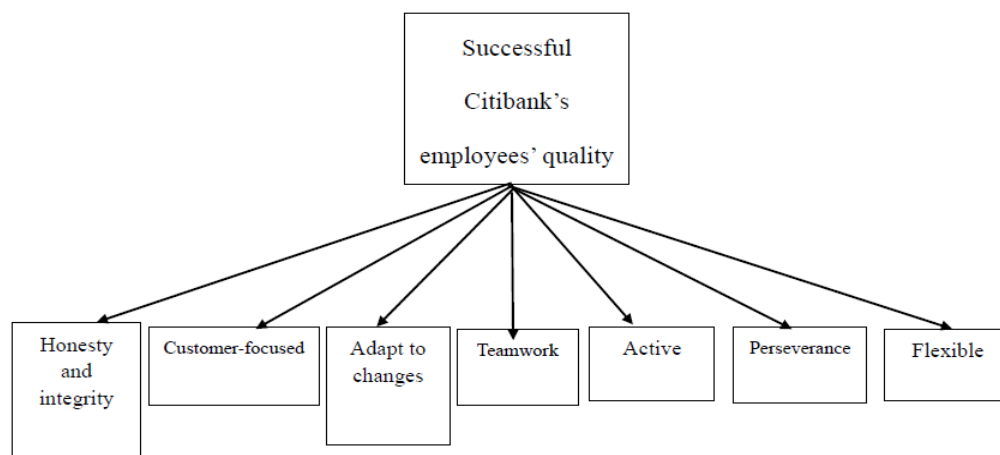 Successful
Citibank’s
employees’ quality
Honesty
and
integrity
Customer-focused
Adapt to
changes
Teamwork
Active
Perseverance
Flexible